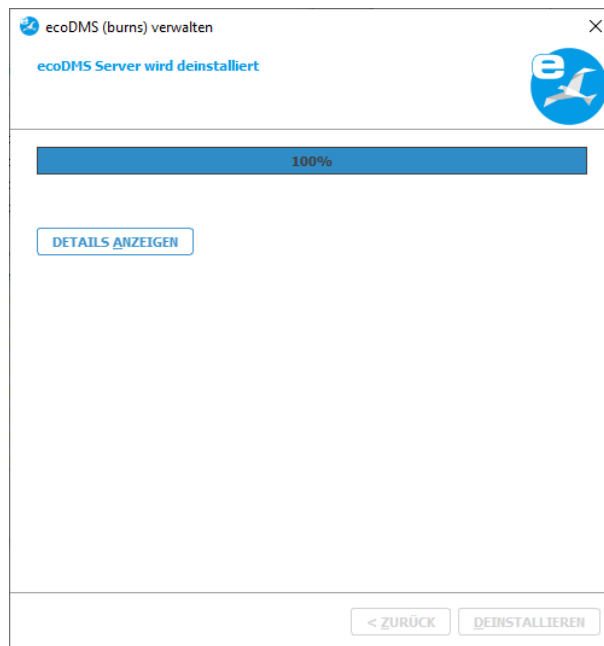 ecoDMS (burns) verwalten
ecoDMS Server wird deinstalliert
e
100%
DETAILS ANZEIGEN
< ZURÜCK
DEINSTALLIEREN